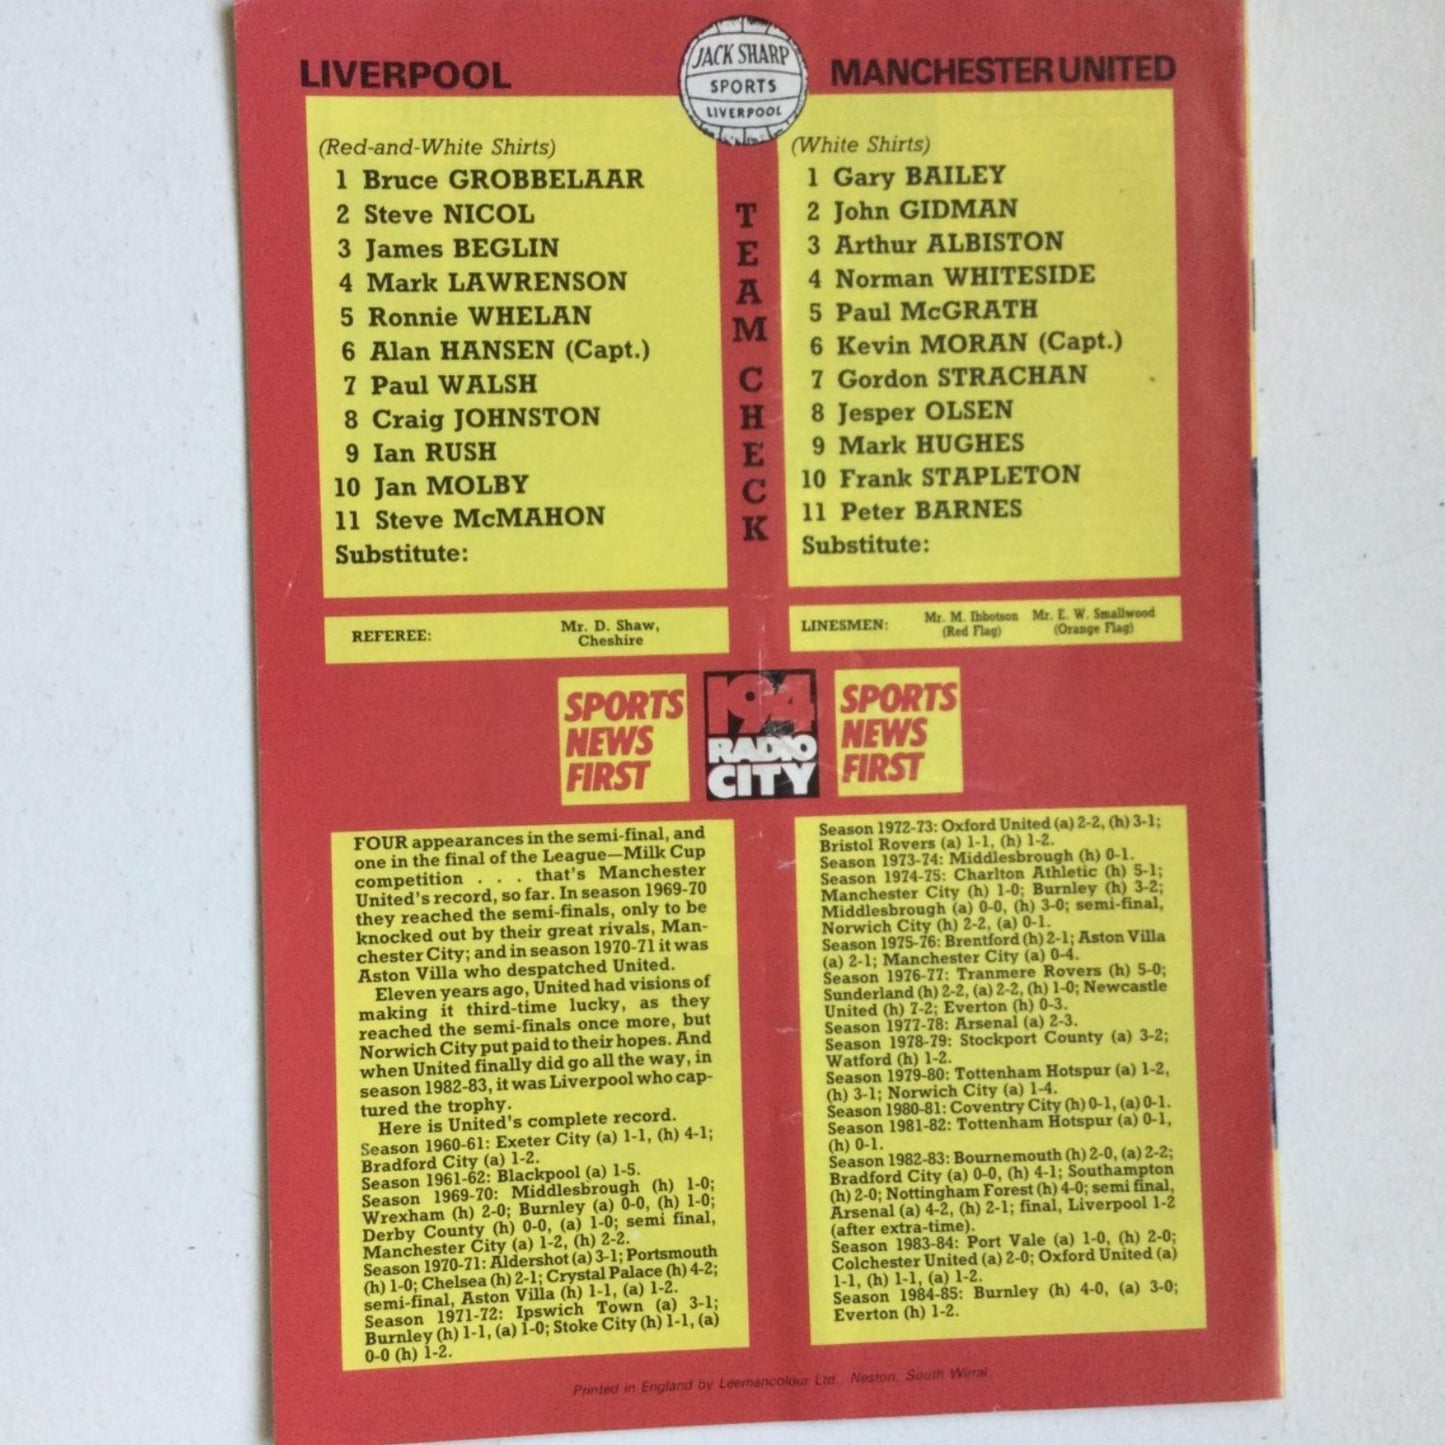 LIVERPOOL
JACK SHARP
SPORTS
LIVERPOOL
MANCHESTER UNITED
(Red-and-White Shirts)
1 Bruce GROBBELAAR
2 Steve NICOL
3 James BEGLIN
4 Mark LAWRENSON
5 Ronnie WHELAN
6 Alan HANSEN (Capt.)
7 Paul WALSH
8 Craig JOHNSTON
9 Ian RUSH
10 Jan MOLBY
11 Steve McMAHON
Substitute:
TEAM CHECK
(White Shirts)
1 Gary BAILEY
2 John GIDMAN
3 Arthur ALBISTON
4 Norman WHITESIDE
5 Paul McGRATH
6 Kevin MORAN (Capt.)
7 Gordon STRACHAN
8 Jesper OLSEN
9 Mark HUGHES
10 Frank STAPLETON
11 Peter BARNES
Substitute:
REFEREE: Mr. D. Shaw,
Cheshire
LINESMEN: Mr. M. Ibbotson Mr. E. W. Smallwood
(Red Flag) (Orange Flag)
SPORTS
NEWS
FIRST
194
RADIO
CITY
SPORTS
NEWS
FIRST
FOUR appearances in the semi-final, and
one in the final of the League—Milk Cup
competition . . . that's Manchester
United's record, so far. In season 1969-70
they reached the semi-finals, only to be
knocked out by their great rivals, Man-
chester City; and in season 1970-71 it was
Aston Villa who despatched United.
Eleven years ago, United had visions of
making it third-time lucky, as they
reached the semi-finals once more, but
Norwich City put paid to their hopes. And
when United finally did go all the way, in
season 1982-83, it was Liverpool who cap-
tured the trophy.
Here is United's complete record.
Season 1960-61: Exeter City (a) 1-1, (h) 4-1;
Bradford City (a) 1-2.
Season 1961-62: Blackpool (a) 1-5.
Season 1969-70: Middlesbrough (h) 1-0;
Wrexham (h) 2-0; Burnley (a) 0-0, (h) 1-0;
Derby County (h) 0-0, (a) 1-0; semi final,
Manchester City (a) 1-2, (h) 2-2.
Season 1970-71: Aldershot (a) 3-1; Portsmouth
(h) 1-0; Chelsea (h) 2-1; Crystal Palace (h) 4-2;
semi-final, Aston Villa (h) 1-1, (a) 1-2.
Season 1971-72: Ipswich Town (a) 3-1;
Burnley (h) 1-1, (a) 1-0; Stoke City (h) 1-1, (a)
0-0 (h) 1-2.
Season 1972-73: Oxford United (a) 2-2, (h) 3-1;
Bristol Rovers (a) 1-1, (h) 1-2.
Season 1973-74: Middlesbrough (h) 0-1.
Season 1974-75: Charlton Athletic (h) 5-1;
Manchester City (h) 1-0; Burnley (h) 3-2;
Middlesbrough (a) 0-0, (h) 3-0; semi-final,
Norwich City (h) 2-2, (a) 0-1.
Season 1975-76: Brentford (h) 2-1; Aston Villa
(a) 2-1; Manchester City (a) 0-4.
Season 1976-77: Tranmere Rovers (h) 5-0;
Sunderland (h) 2-2, (a) 2-2, (h) 1-0; Newcastle
United (h) 7-2; Everton (h) 0-3.
Season 1977-78: Arsenal (a) 2-3.
Season 1978-79: Stockport County (a) 3-2;
Watford (h) 1-2.
Season 1979-80: Tottenham Hotspur (a) 1-2,
(h) 3-1; Norwich City (a) 1-4.
Season 1980-81: Coventry City (h) 0-1, (a) 0-1.
Season 1981-82: Tottenham Hotspur (a) 0-1,
(h) 0-1.
Season 1982-83: Bournemouth (h) 2-0, (a) 2-2;
Bradford City (a) 0-0, (h) 4-1; Southampton
(h) 2-0; Nottingham Forest (h) 4-0; semi final,
Arsenal (a) 4-2, (h) 2-1; final, Liverpool 1-2
(after extra-time).
Season 1983-84: Port Vale (a) 1-0, (h) 2-0;
Colchester United (a) 2-0; Oxford United (a)
1-1, (h) 1-1, (a) 1-2.
Season 1984-85: Burnley (h) 4-0, (a) 3-0;
Everton (h) 1-2.
Printed in England by Leemancolour Ltd., Neston, South Wirral.